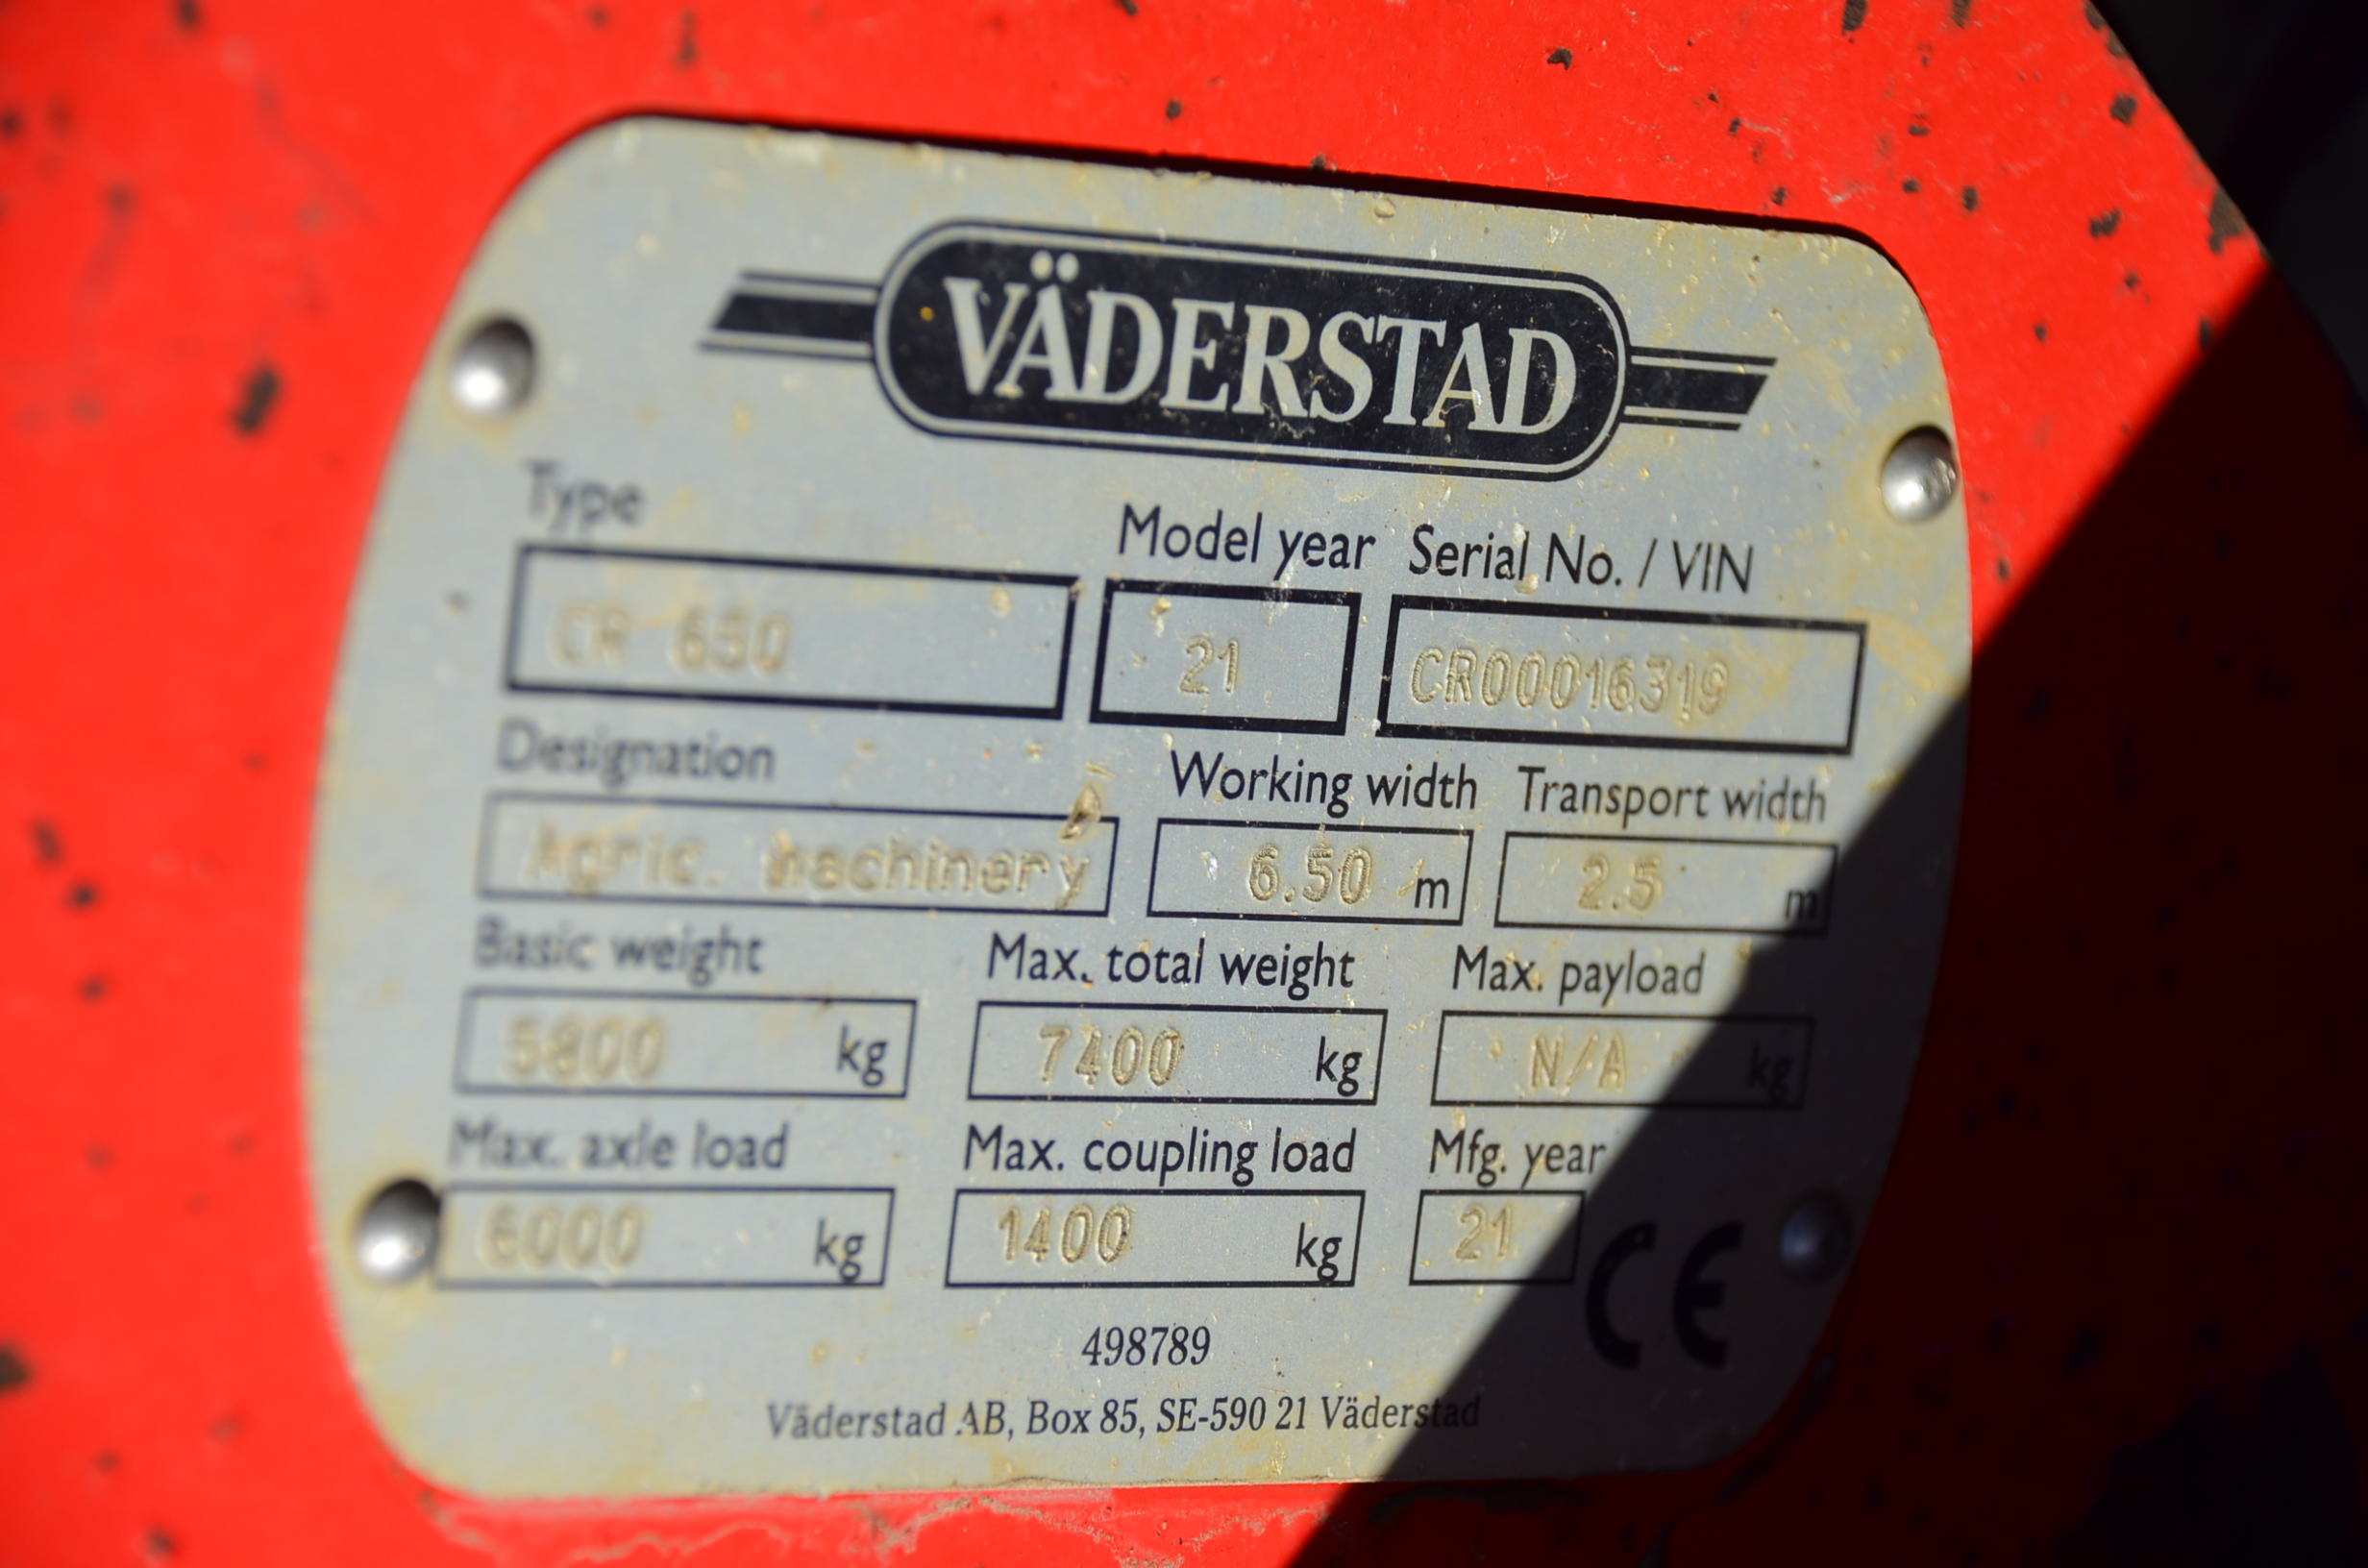 VÄDERSTAD
Type Model year Serial No. / VIN
CR 650 21 CR00016319
Designation Working width Transport width
Agric. machinery 6.50 m 2.5 m
Basic weight Max. total weight Max. payload
5800 kg 7400 kg N/A kg
Max. axle load Max. coupling load Mfg. year
6000 kg 1400 kg 21
CE
498789
Väderstad AB, Box 85, SE-590 21 Väderstad